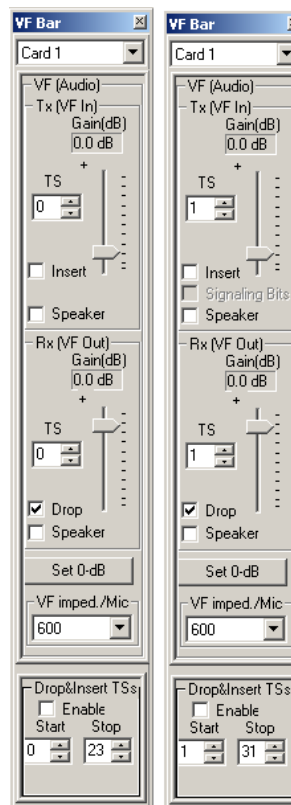 VF Bar
Card 1
VF (Audio)
Tx (VF In)
Gain(dB)
0.0 dB
+
TS
0
Insert
Speaker
Rx (VF Out)
Gain(dB)
0.0 dB
+
TS
0
Drop
Speaker
Set 0-dB
VF imped./Mic
600
Drop&Insert TSs
Enable
Start Stop
0 23
VF Bar
Card 1
VF (Audio)
Tx (VF In)
Gain(dB)
0.0 dB
+
TS
1
Insert
Signaling Bits
Speaker
Rx (VF Out)
Gain(dB)
0.0 dB
+
TS
1
Drop
Speaker
Set 0-dB
VF imped./Mic
600
Drop&Insert TSs
Enable
Start Stop
1 31